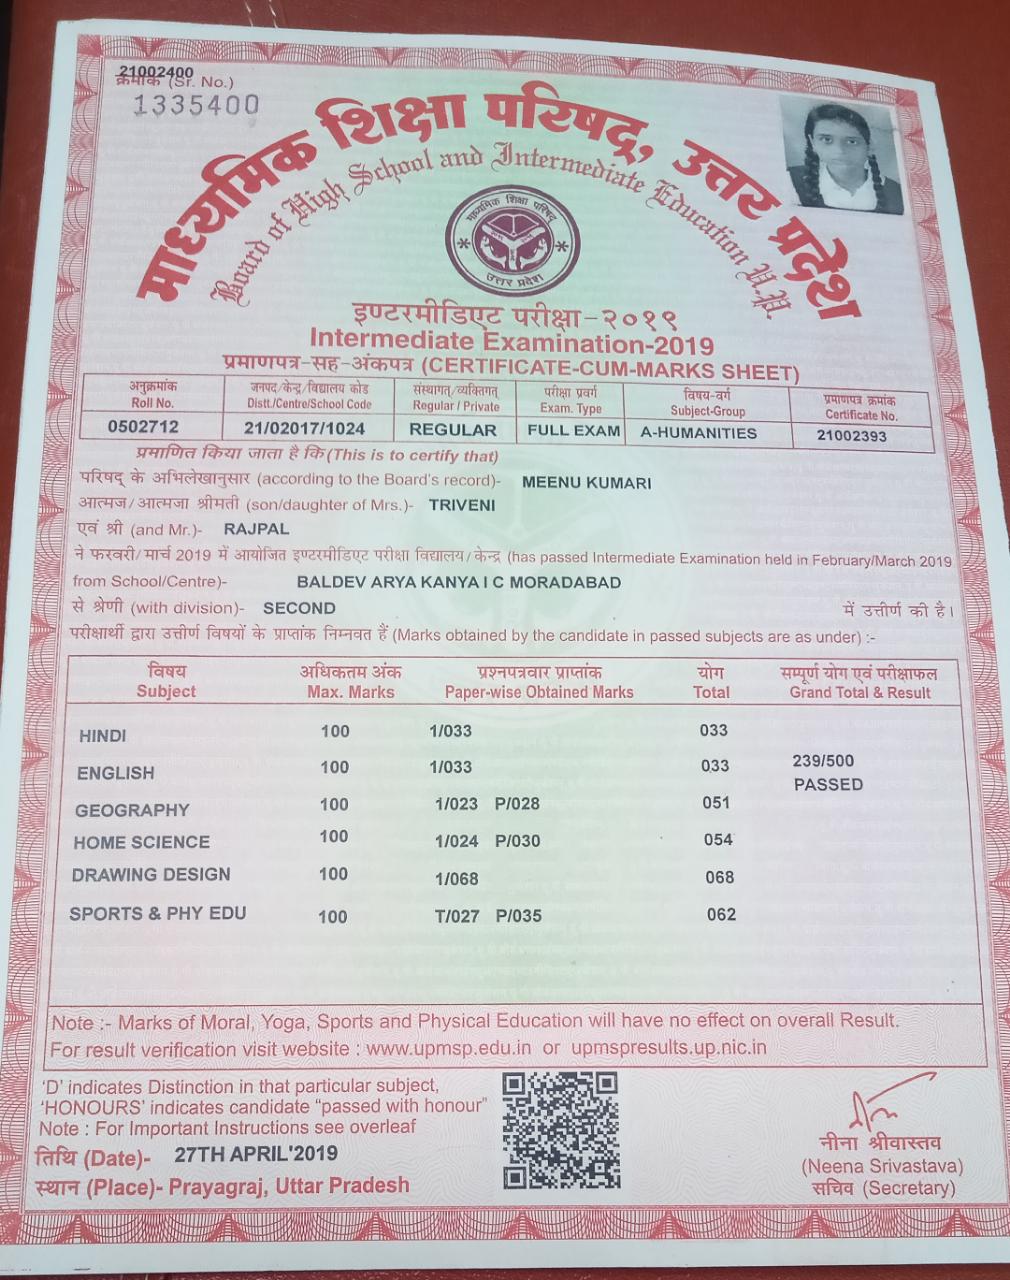 21002400
क्रमांक (Sr. No.)
1335400
माध्यमिक शिक्षा परिषद्, उत्तर प्रदेश
Board of High School and Intermediate Education U.P.
माध्यमिक शिक्षा परिषद्
उत्तर प्रदेश
इण्टरमीडिएट परीक्षा-२०१९
Intermediate Examination-2019
प्रमाणपत्र-सह-अंकपत्र (CERTIFICATE-CUM-MARKS SHEET)
अनुक्रमांक जनपद/केन्द्र/विद्यालय कोड संस्थागत/व्यक्तिगत परीक्षा प्रवर्ग विषय-वर्ग प्रमाणपत्र क्रमांक
Roll No. Distt./Centre/School Code Regular / Private Exam. Type Subject-Group Certificate No.
0502712 21/02017/1024 REGULAR FULL EXAM A-HUMANITIES 21002393
प्रमाणित किया जाता है कि (This is to certify that)
परिषद् के अभिलेखानुसार (according to the Board's record)- MEENU KUMARI
आत्मज/आत्मजा श्रीमती (son/daughter of Mrs.)- TRIVENI
एवं श्री (and Mr.)- RAJPAL
ने फरवरी/मार्च 2019 में आयोजित इण्टरमीडिएट परीक्षा विद्यालय/केन्द्र (has passed Intermediate Examination held in February/March 2019
from School/Centre)- BALDEV ARYA KANYA I C MORADABAD
से श्रेणी (with division)- SECOND में उत्तीर्ण की है।
परीक्षार्थी द्वारा उत्तीर्ण विषयों के प्राप्तांक निम्नवत हैं (Marks obtained by the candidate in passed subjects are as under) :-
विषय अधिकतम अंक प्रश्नपत्रवार प्राप्तांक योग सम्पूर्ण योग एवं परीक्षाफल
Subject Max. Marks Paper-wise Obtained Marks Total Grand Total & Result
HINDI 100 1/033 033
ENGLISH 100 1/033 033 239/500
PASSED
GEOGRAPHY 100 1/023 P/028 051
HOME SCIENCE 100 1/024 P/030 054
DRAWING DESIGN 100 1/068 068
SPORTS & PHY EDU 100 T/027 P/035 062
Note :- Marks of Moral, Yoga, Sports and Physical Education will have no effect on overall Result.
For result verification visit website : www.upmsp.edu.in or upmspresults.up.nic.in
'D' indicates Distinction in that particular subject,
'HONOURS' indicates candidate "passed with honour"
Note : For Important Instructions see overleaf
तिथि (Date)- 27TH APRIL'2019
स्थान (Place)- Prayagraj, Uttar Pradesh
नीना श्रीवास्तव
(Neena Srivastava)
सचिव (Secretary)